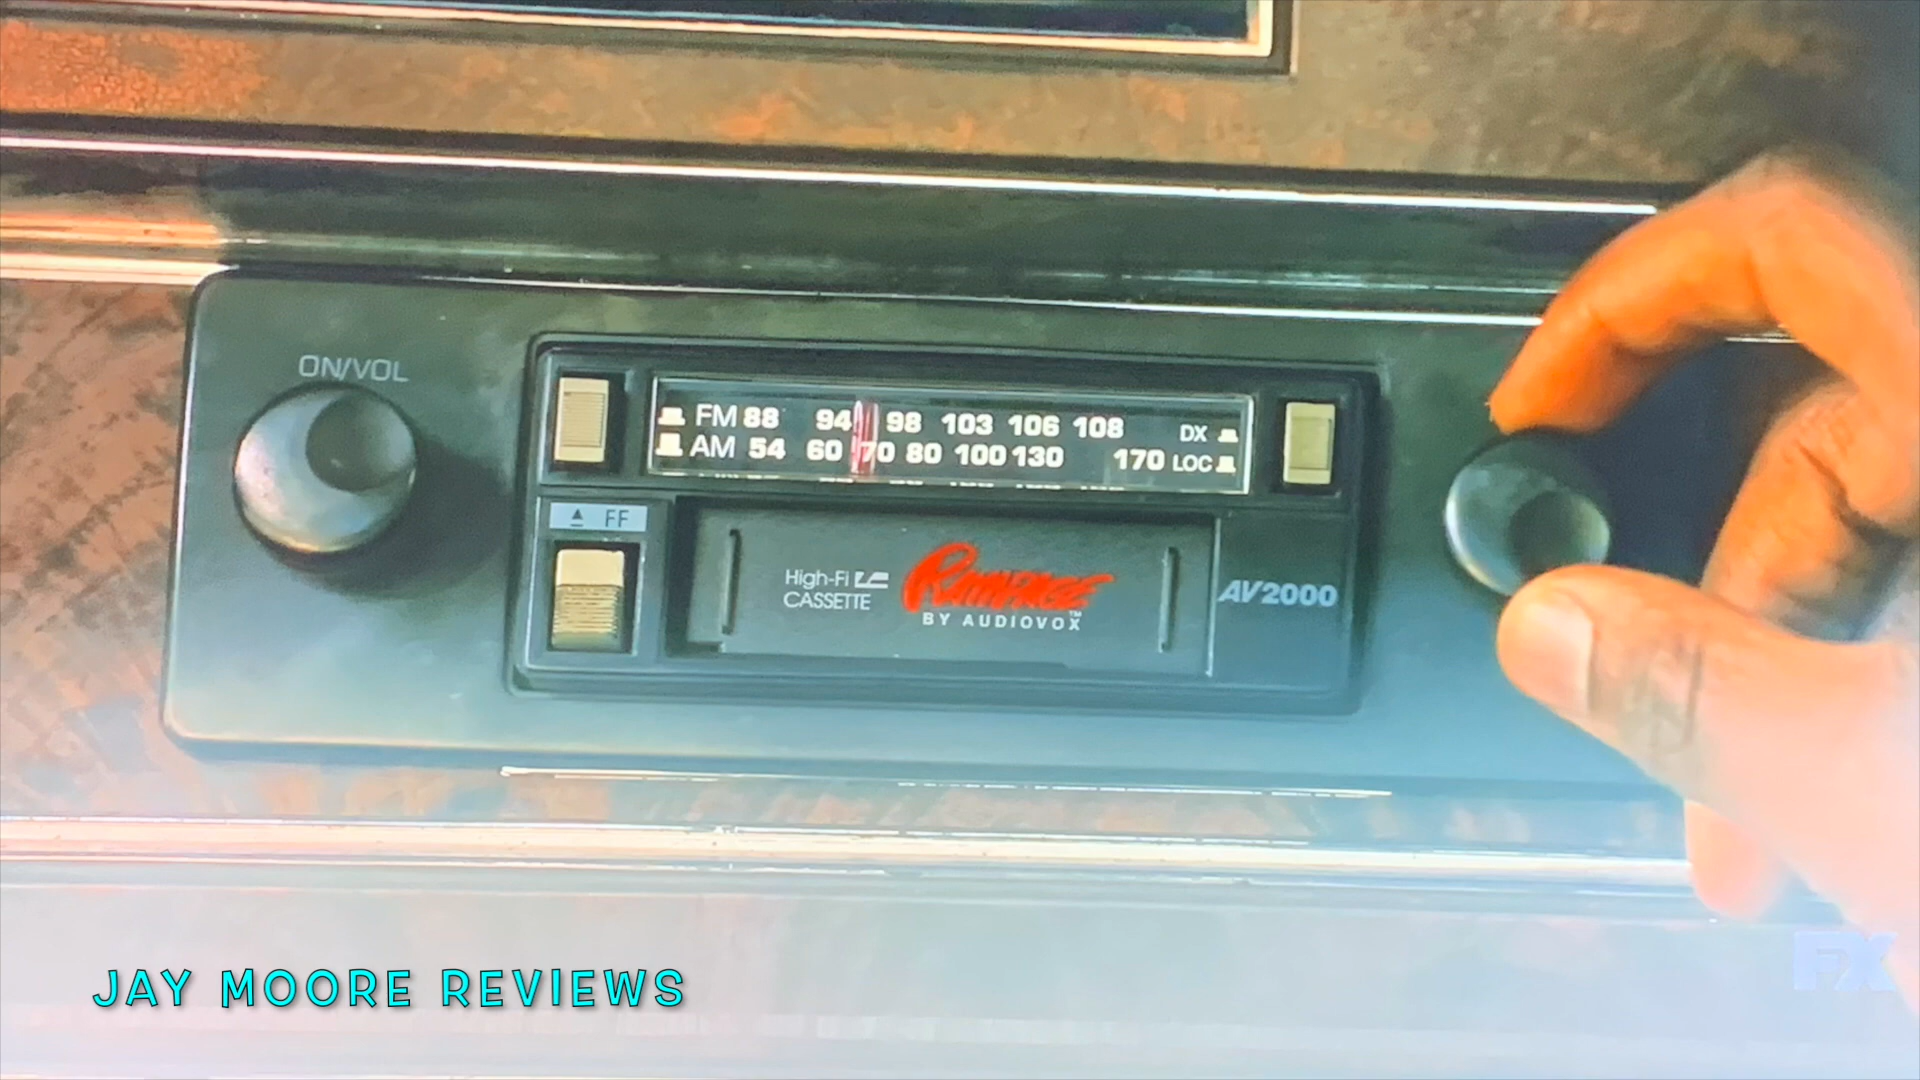 ON/VOL
FM 88 94 98 103 106 108 DX
AM 54 60 70 80 100 130 170 LOC
▲ FF
High-Fi
CASSETTE
RAMPAGE™
BY AUDIOVOX
AV2000
FX
JAY MOORE REVIEWS